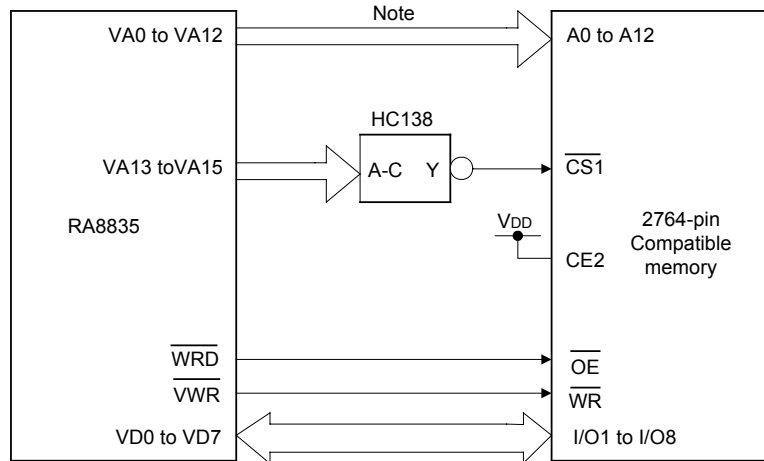 Note
VA0 to VA12
A0 to A12
HC138
VA13 toVA15
A-C
Y
CS1
RA8835
VDD
2764-pin
Compatible
memory
CE2
WRD
OE
VWR
WR
VD0 to VD7
I/O1 to I/O8